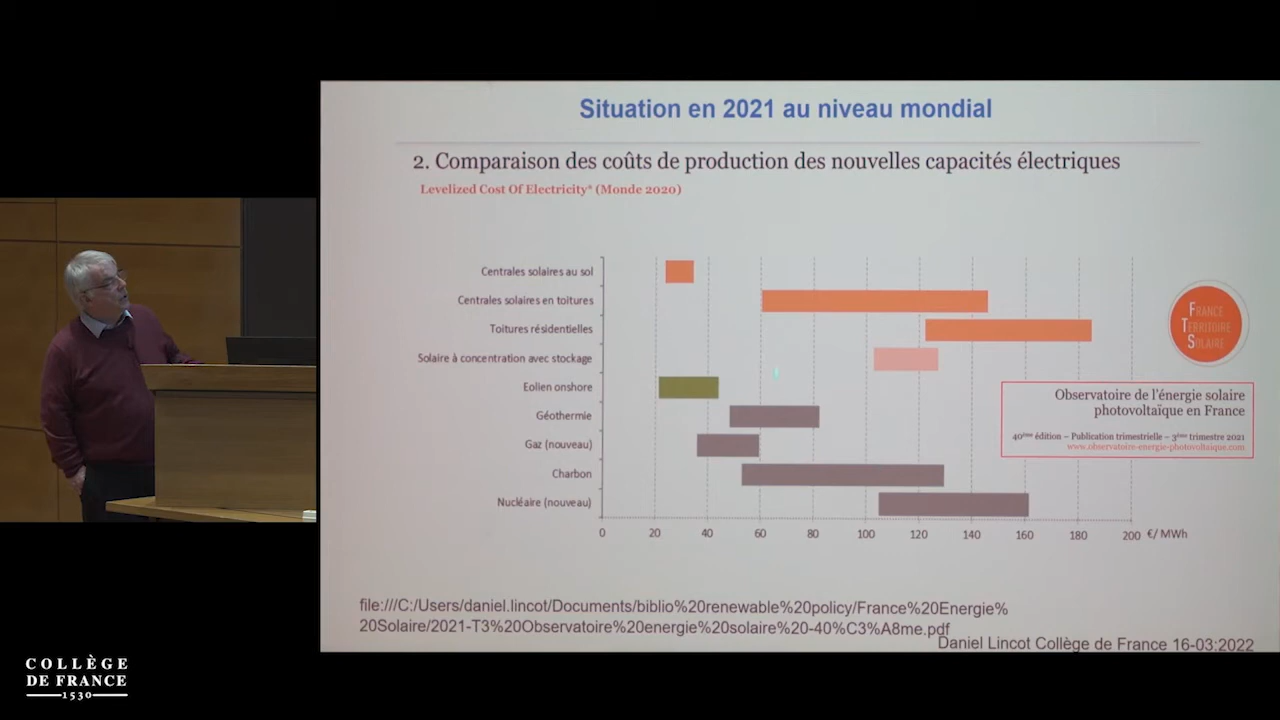 Situation en 2021 au niveau mondial
2. Comparaison des coûts de production des nouvelles capacités électriques
Levelized Cost Of Electricity* (Monde 2020)
Centrales solaires au sol
Centrales solaires en toitures
Toitures résidentielles
Solaire à concentration avec stockage
Eolien onshore
Géothermie
Gaz (nouveau)
Charbon
Nucléaire (nouveau)
0 20 40 60 80 100 120 140 160 180 200 €/ MWh
FRANCE
TERRITOIRE
SOLAIRE
Observatoire de l'énergie solaire
photovoltaïque en France
40ème édition – Publication trimestrielle – 3ème trimestre 2021
www.observatoire-energie-photovoltaique.com
file:///C:/Users/daniel.lincot/Documents/biblio%20renewable%20policy/France%20Energie%
20Solaire/2021-T3%20Observatoire%20energie%20solaire%20-40%C3%A8me.pdf
Daniel Lincot Collège de France 16-03:2022
COLLÈGE
DE FRANCE
1530